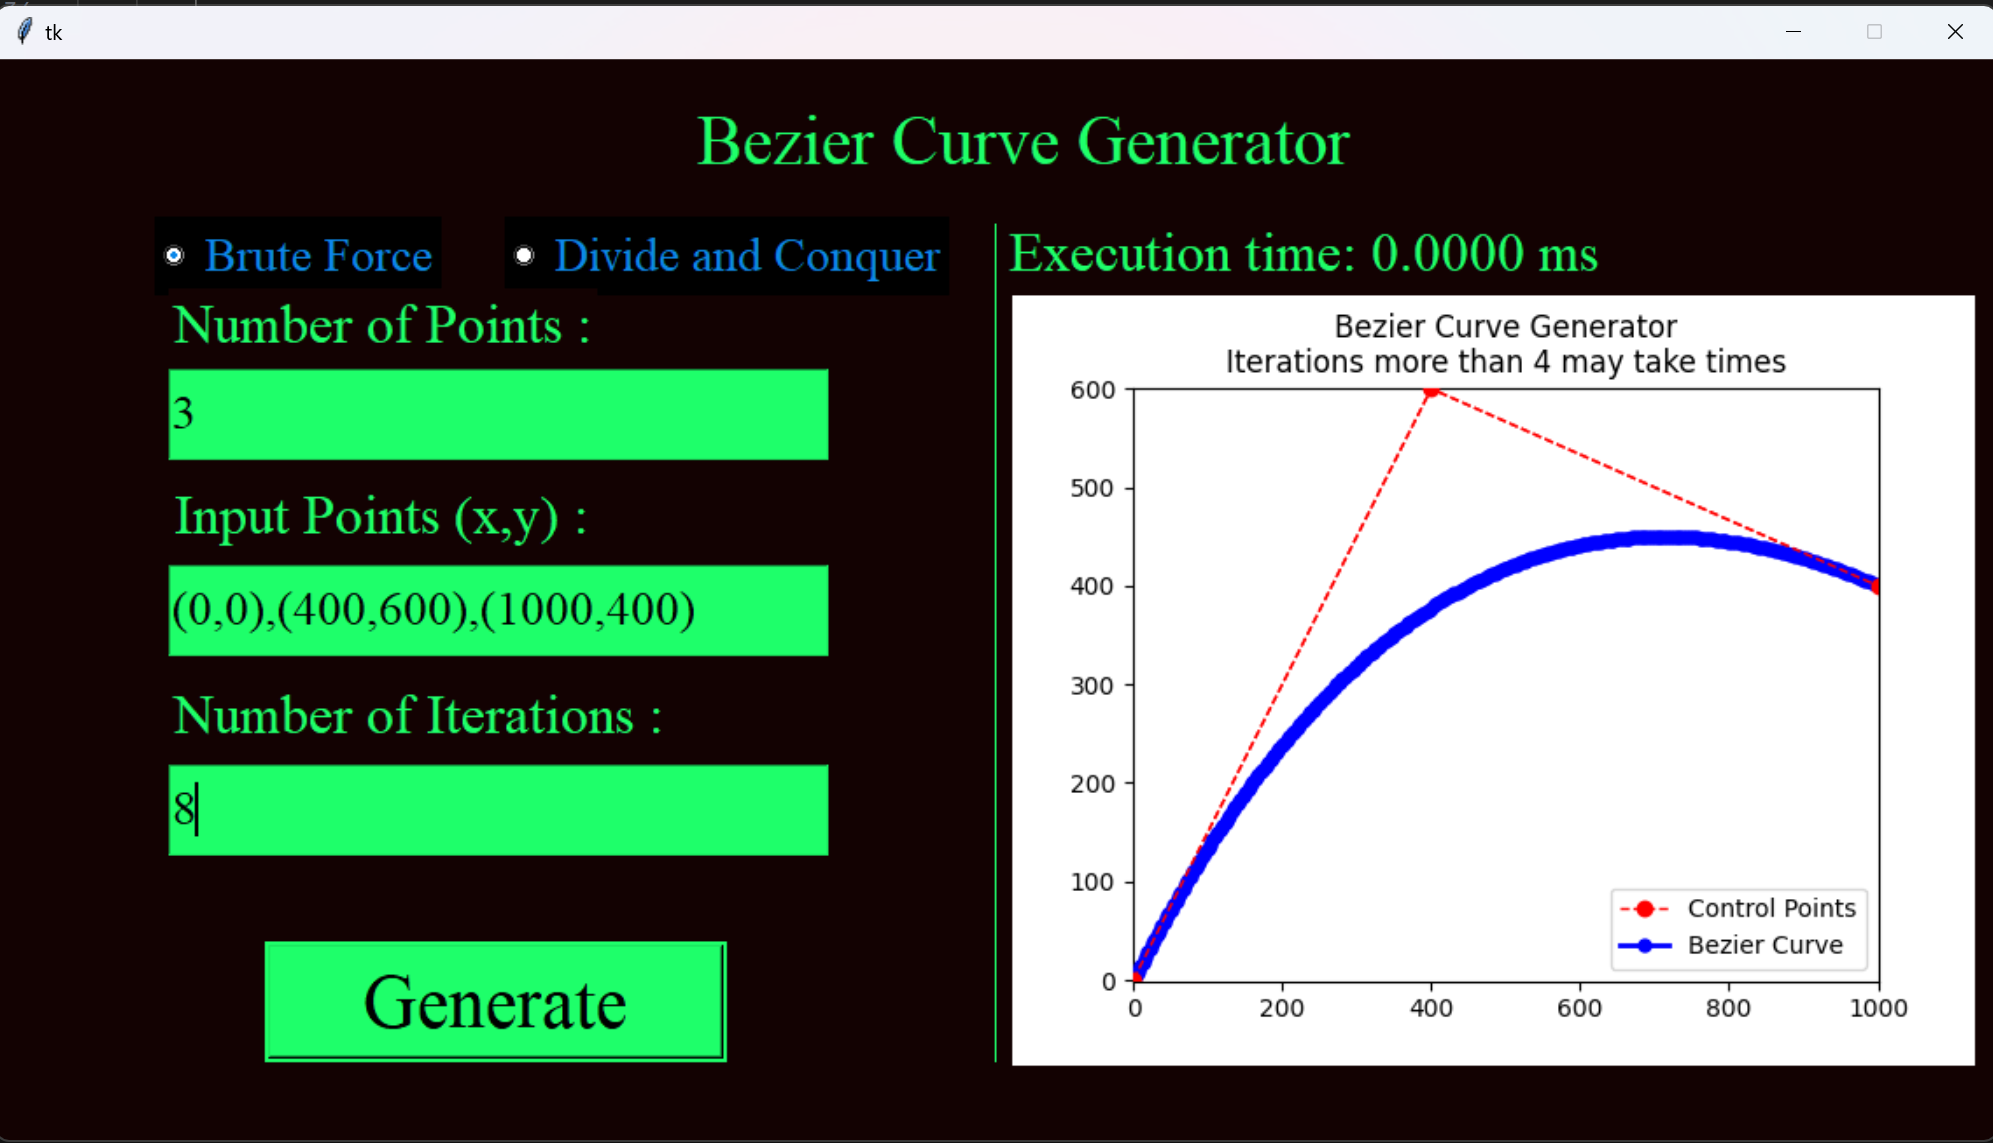 tk
Bezier Curve Generator
Brute Force
Divide and Conquer
Number of Points :
3
Input Points (x,y) :
(0,0),(400,600),(1000,400)
Number of Iterations :
8
Generate
Execution time: 0.0000 ms
Bezier Curve Generator
Iterations more than 4 may take times
600
500
400
300
200
100
0
0 200 400 600 800 1000
Control Points
Bezier Curve